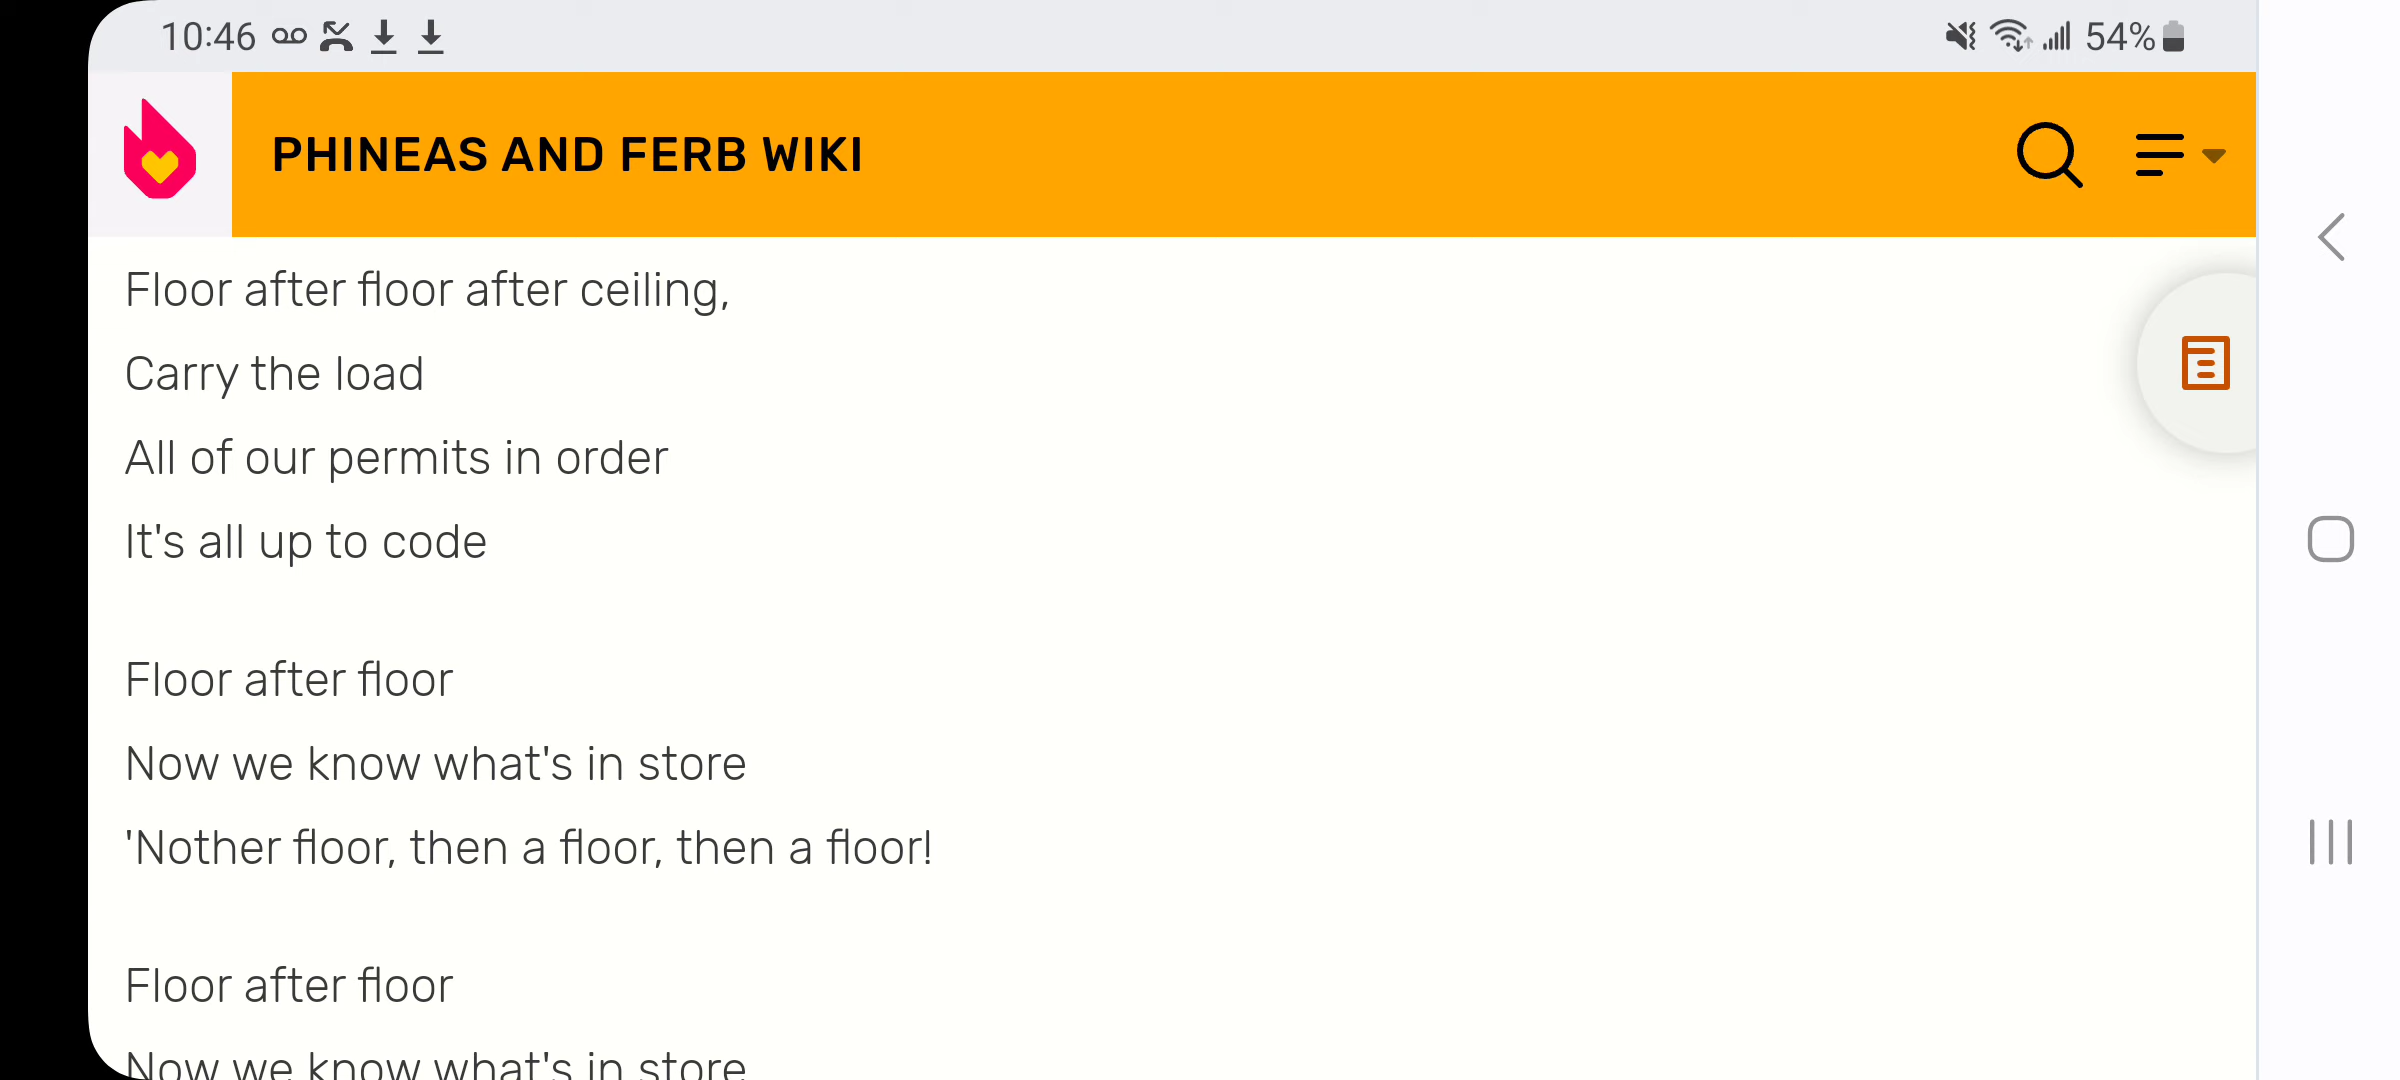 10:46
54%
PHINEAS AND FERB WIKI
Floor after floor after ceiling,
Carry the load
All of our permits in order
It's all up to code
Floor after floor
Now we know what's in store
'Nother floor, then a floor, then a floor!
Floor after floor
Now we know what's in store